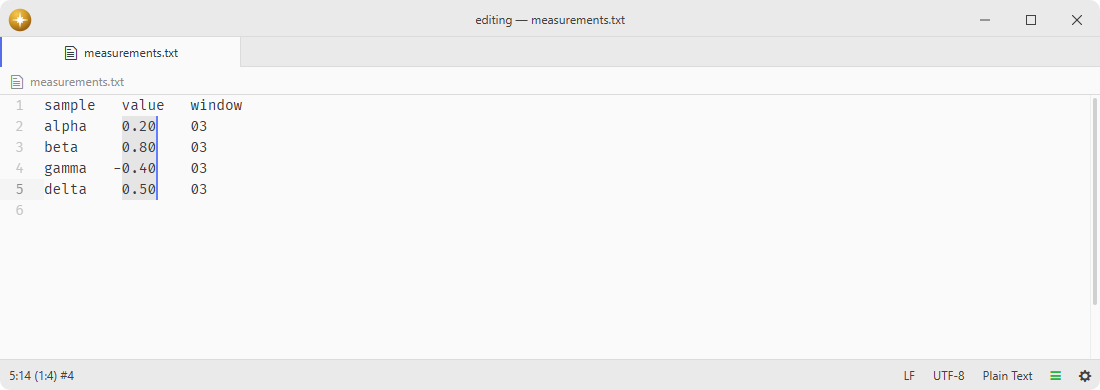 editing — measurements.txt
measurements.txt
measurements.txt
1 sample   value   window
2 alpha    0.20    03
3 beta     0.80    03
4 gamma   -0.40    03
5 delta    0.50    03
6
5:14 (1:4) #4 LF UTF-8 Plain Text